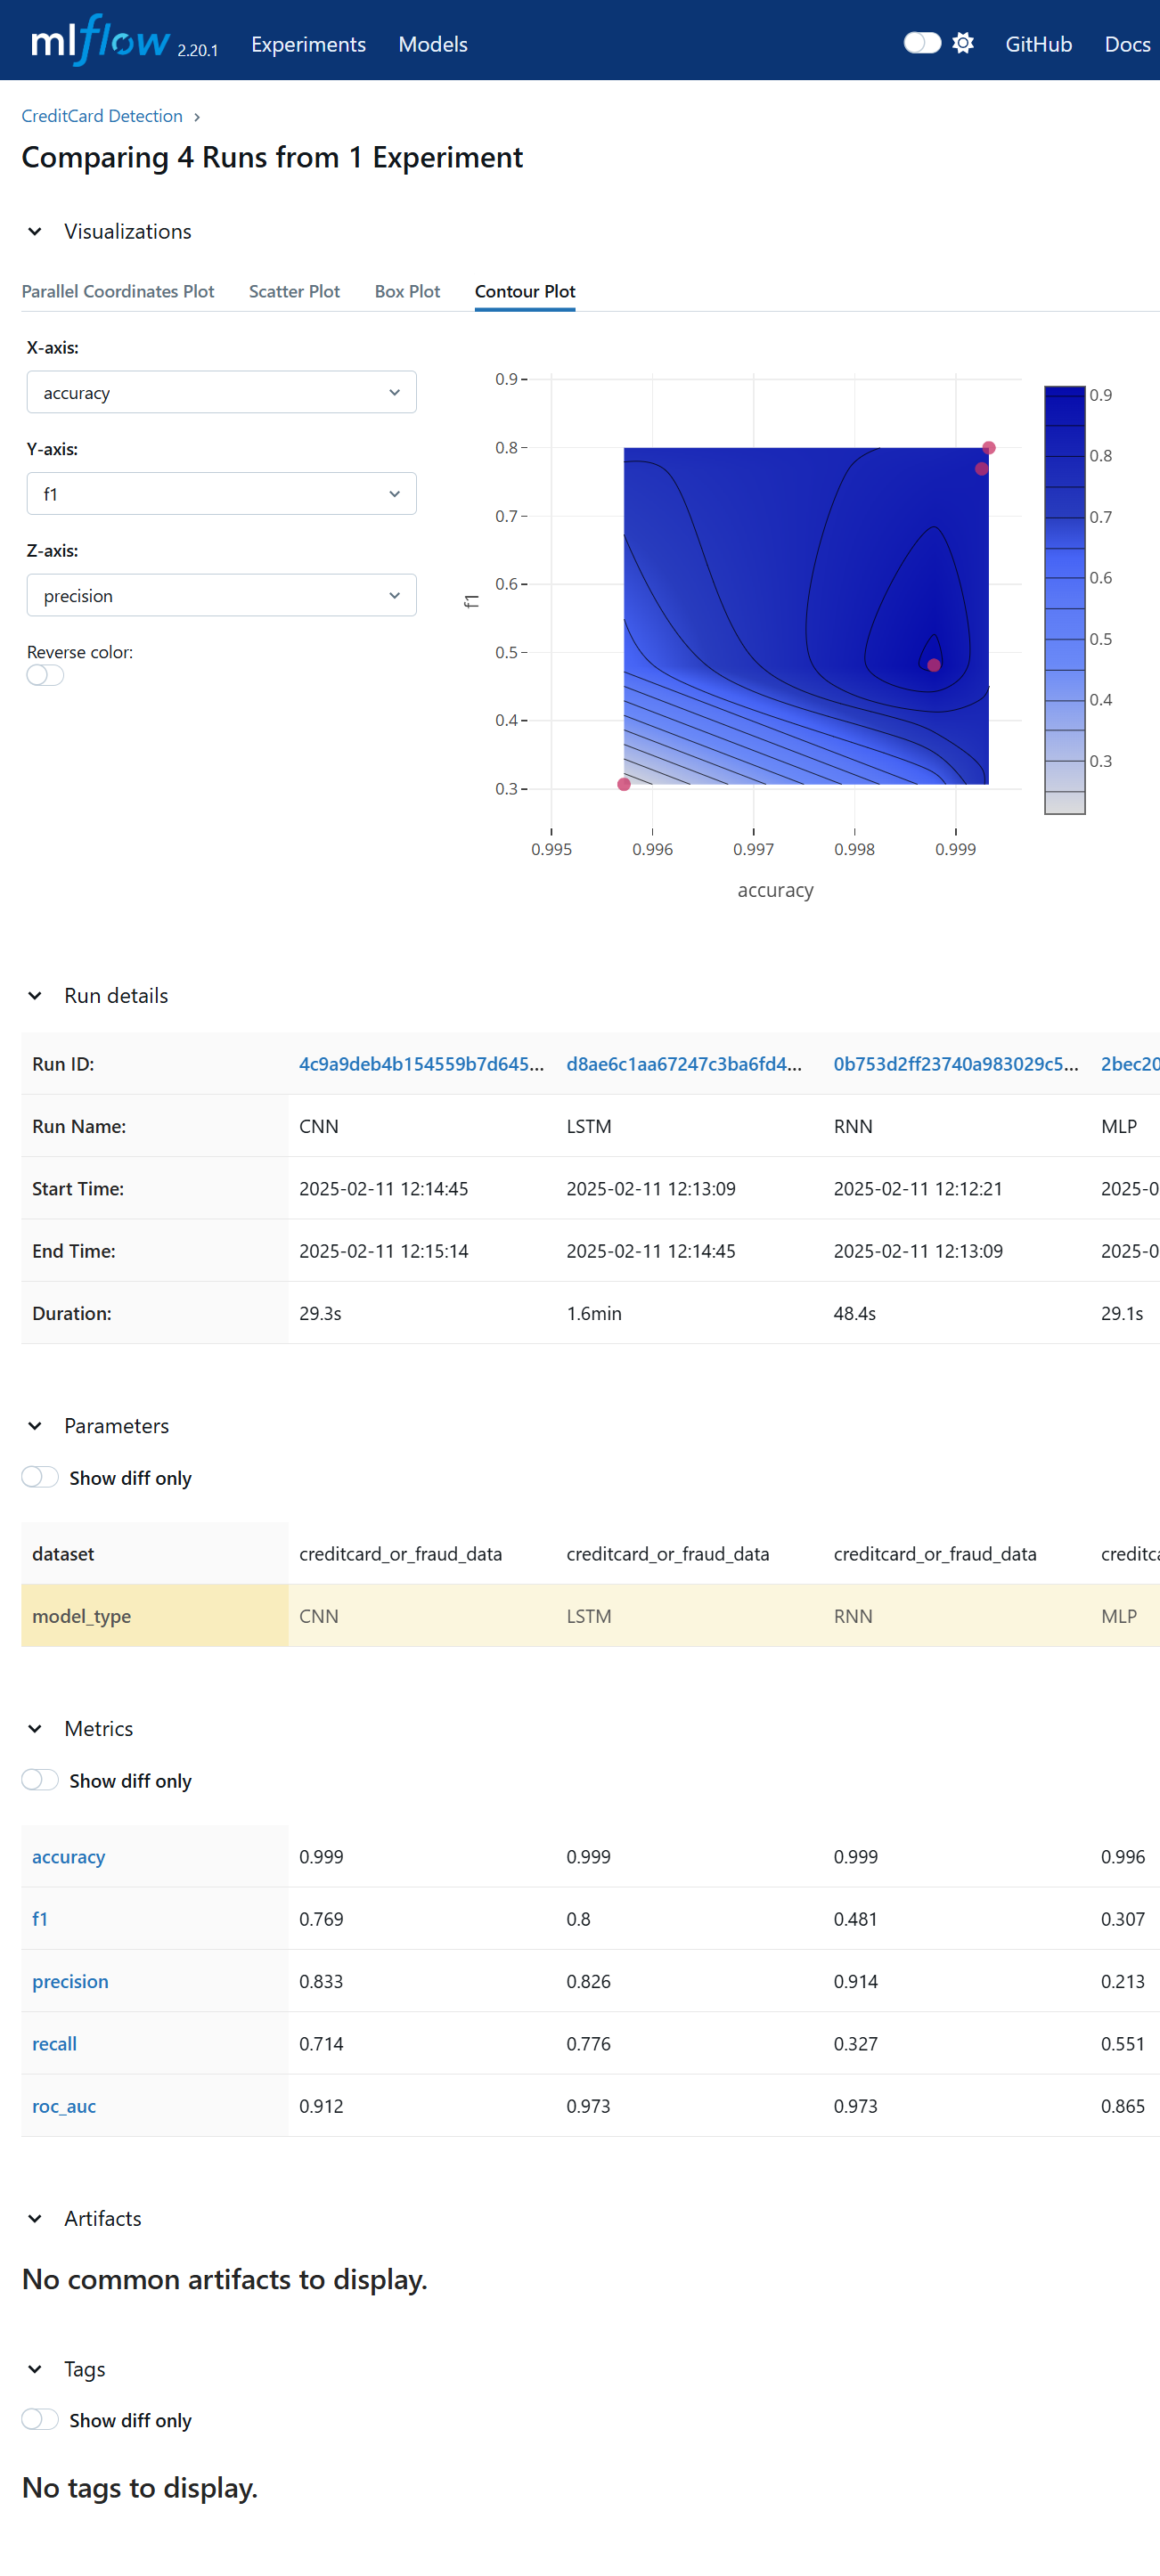 mlflow 2.20.1 Experiments Models GitHub Docs
CreditCard Detection ›
Comparing 4 Runs from 1 Experiment
Visualizations
Parallel Coordinates Plot Scatter Plot Box Plot Contour Plot
X-axis:
accuracy
Y-axis:
f1
Z-axis:
precision
Reverse color:
0.9
0.8
0.7
0.6
0.5
0.4
0.3
f1
0.995 0.996 0.997 0.998 0.999
accuracy
0.9
0.8
0.7
0.6
0.5
0.4
0.3
Run details
Run ID: 4c9a9deb4b154559b7d645... d8ae6c1aa67247c3ba6fd4... 0b753d2ff23740a983029c5... 2bec20
Run Name: CNN LSTM RNN MLP
Start Time: 2025-02-11 12:14:45 2025-02-11 12:13:09 2025-02-11 12:12:21 2025-0
End Time: 2025-02-11 12:15:14 2025-02-11 12:14:45 2025-02-11 12:13:09 2025-0
Duration: 29.3s 1.6min 48.4s 29.1s
Parameters
Show diff only
dataset creditcard_or_fraud_data creditcard_or_fraud_data creditcard_or_fraud_data creditca
model_type CNN LSTM RNN MLP
Metrics
Show diff only
accuracy 0.999 0.999 0.999 0.996
f1 0.769 0.8 0.481 0.307
precision 0.833 0.826 0.914 0.213
recall 0.714 0.776 0.327 0.551
roc_auc 0.912 0.973 0.973 0.865
Artifacts
No common artifacts to display.
Tags
Show diff only
No tags to display.